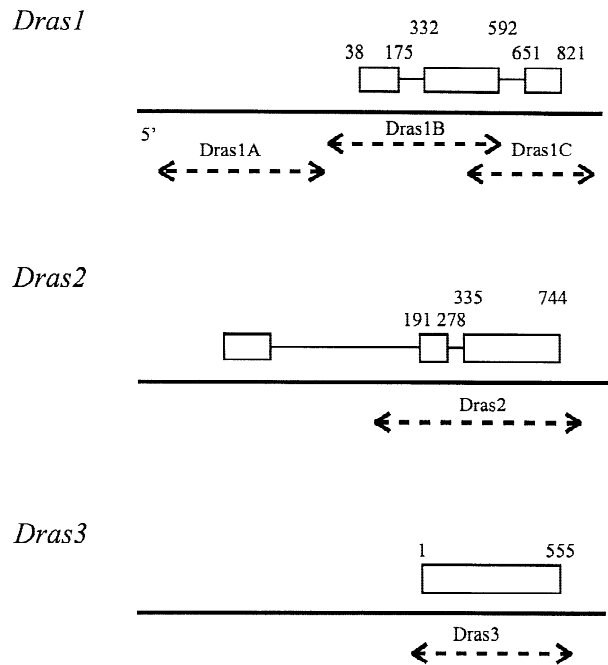 Dras1
332 592
38 175 651 821
5’
Dras1A
Dras1B
Dras1C
Dras2
335 744
191 278
Dras2
Dras3
1 555
Dras3